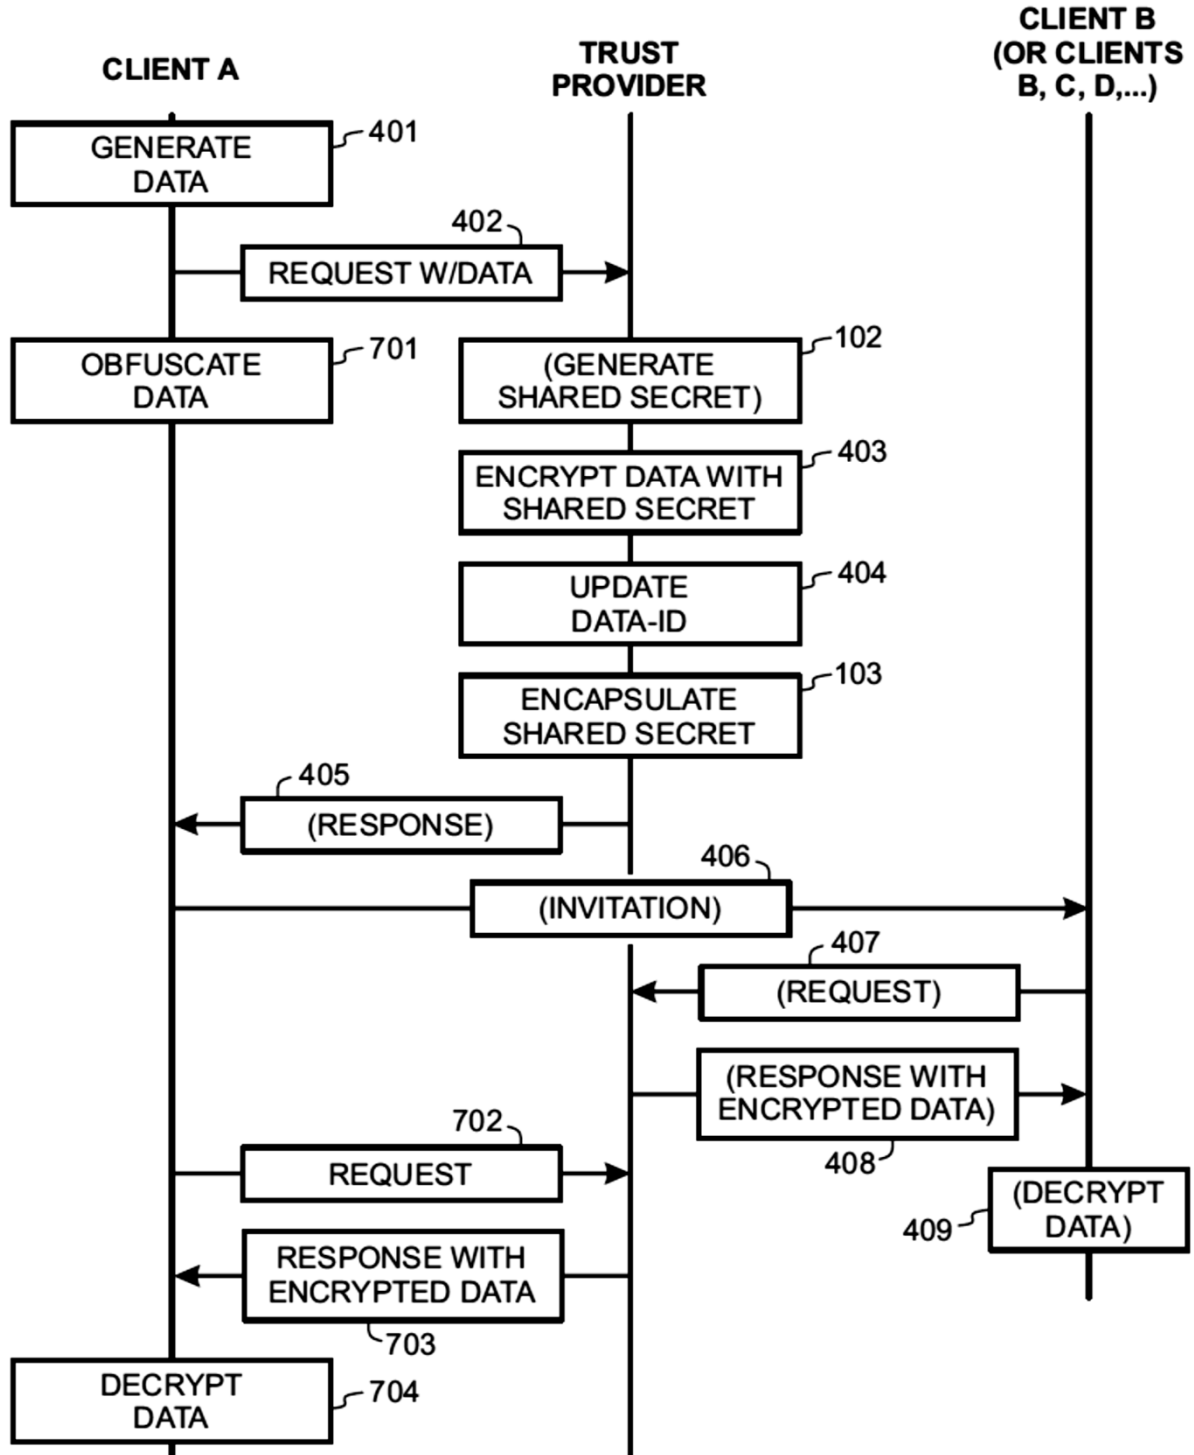 CLIENT A
TRUST
PROVIDER
CLIENT B
(OR CLIENTS
B, C, D,...)
GENERATE
DATA
401
402
REQUEST W/DATA
OBFUSCATE
DATA
701
(GENERATE
SHARED SECRET)
102
ENCRYPT DATA WITH
SHARED SECRET
403
UPDATE
DATA-ID
404
ENCAPSULATE
SHARED SECRET
103
405
(RESPONSE)
406
(INVITATION)
407
(REQUEST)
(RESPONSE WITH
ENCRYPTED DATA)
408
702
REQUEST
(DECRYPT
DATA)
409
RESPONSE WITH
ENCRYPTED DATA
703
DECRYPT
DATA
704